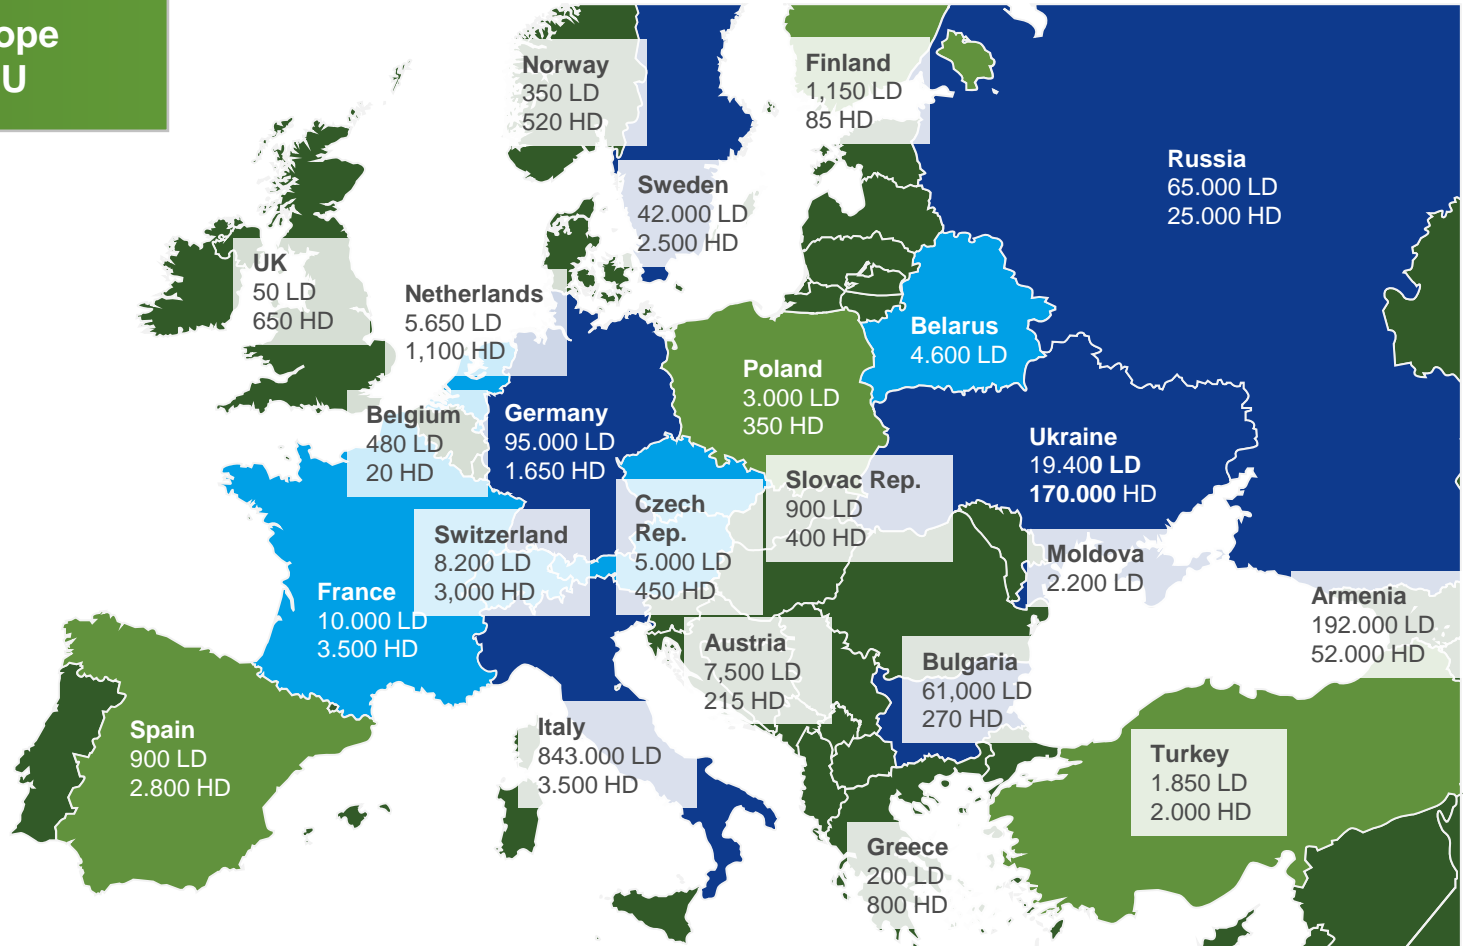 ope
U
Norway
350 LD
520 HD
Finland
1,150 LD
85 HD
Russia
65.000 LD
25.000 HD
Sweden
42.000 LD
2.500 HD
UK
50 LD
650 HD
Netherlands
5.650 LD
1,100 HD
Belarus
4.600 LD
Poland
3.000 LD
350 HD
Belgium
480 LD
20 HD
Germany
95.000 LD
1.650 HD
Ukraine
19.400 LD
170.000 HD
Slovac Rep.
900 LD
400 HD
Czech
Rep.
5.000 LD
450 HD
Switzerland
8.200 LD
3,000 HD
Moldova
2.200 LD
France
10.000 LD
3.500 HD
Armenia
192.000 LD
52.000 HD
Austria
7,500 LD
215 HD
Bulgaria
61,000 LD
270 HD
Spain
900 LD
2.800 HD
Italy
843.000 LD
3.500 HD
Turkey
1.850 LD
2.000 HD
Greece
200 LD
800 HD